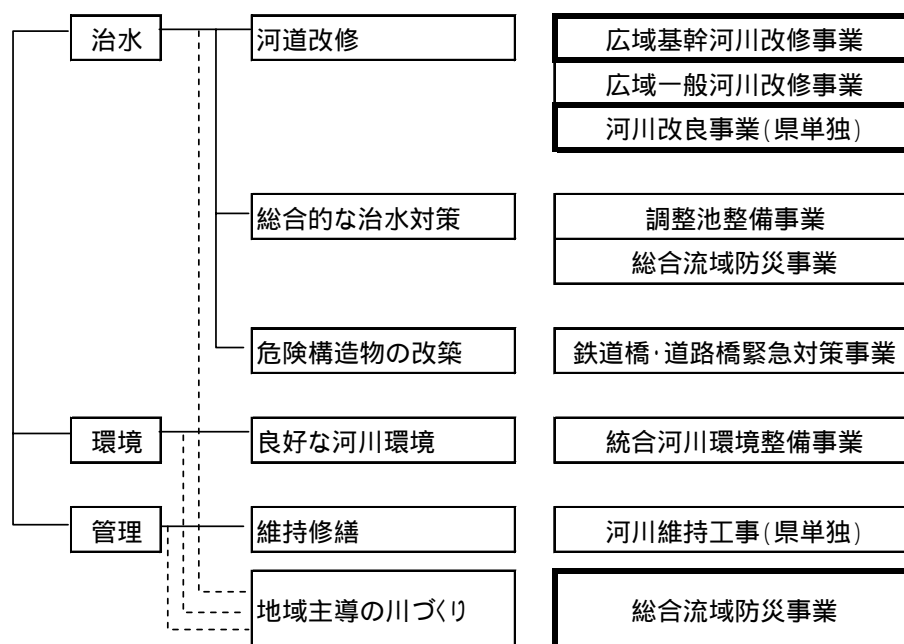 治水
河道改修
広域基幹河川改修事業
広域一般河川改修事業
河川改良事業(県単独)
総合的な治水対策
調整池整備事業
総合流域防災事業
危険構造物の改築
鉄道橋･道路橋緊急対策事業
環境
良好な河川環境
統合河川環境整備事業
管理
維持修繕
河川維持工事(県単独)
地域主導の川づくり
総合流域防災事業